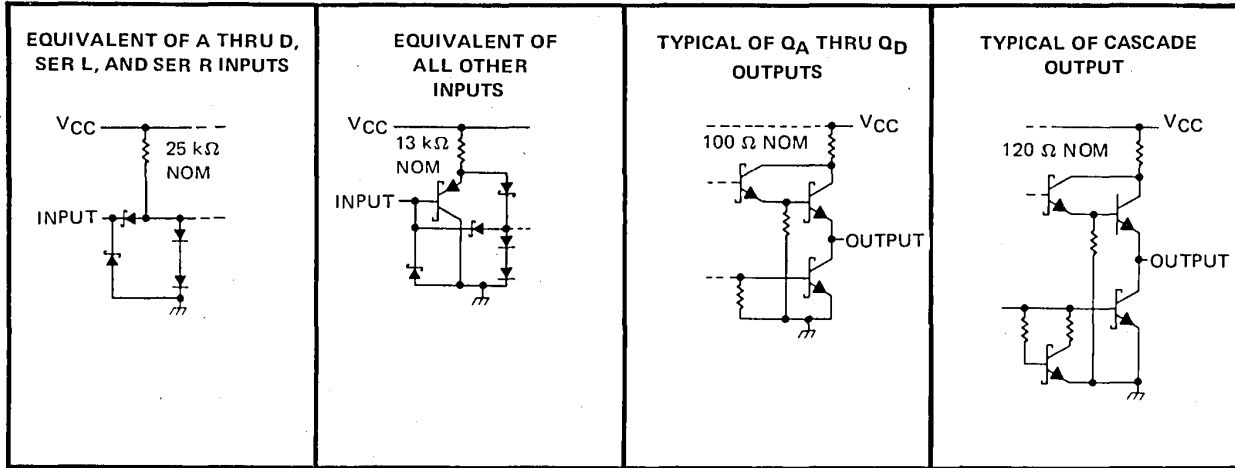 EQUIVALENT OF A THRU D,
SER L, AND SER R INPUTS
VCC
25 kΩ
NOM
INPUT
EQUIVALENT OF
ALL OTHER
INPUTS
VCC
13 kΩ
NOM
INPUT
TYPICAL OF QA THRU QD
OUTPUTS
VCC
100 Ω NOM
OUTPUT
TYPICAL OF CASCADE
OUTPUT
VCC
120 Ω NOM
OUTPUT